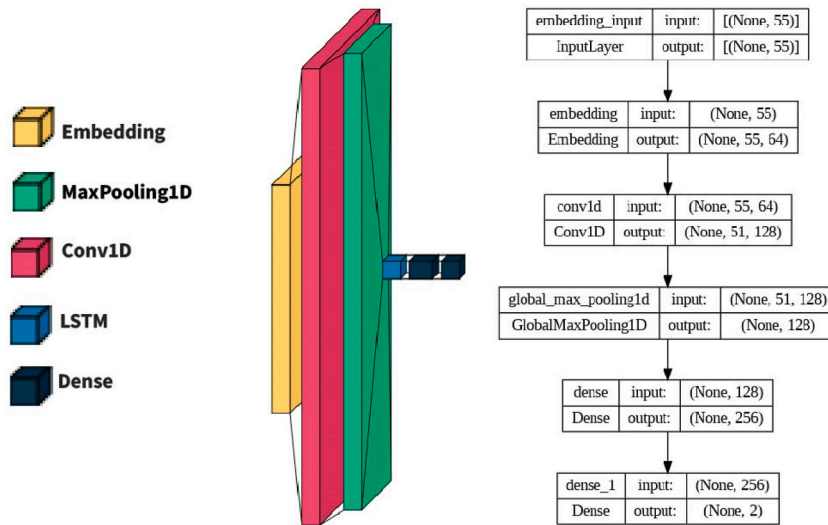 Embedding
MaxPooling1D
Conv1D
LSTM
Dense
embedding_input input: [(None, 55)]
InputLayer output: [(None, 55)]
embedding input: (None, 55)
Embedding output: (None, 55, 64)
conv1d input: (None, 55, 64)
Conv1D output: (None, 51, 128)
global_max_pooling1d input: (None, 51, 128)
GlobalMaxPooling1D output: (None, 128)
dense input: (None, 128)
Dense output: (None, 256)
dense_1 input: (None, 256)
Dense output: (None, 2)